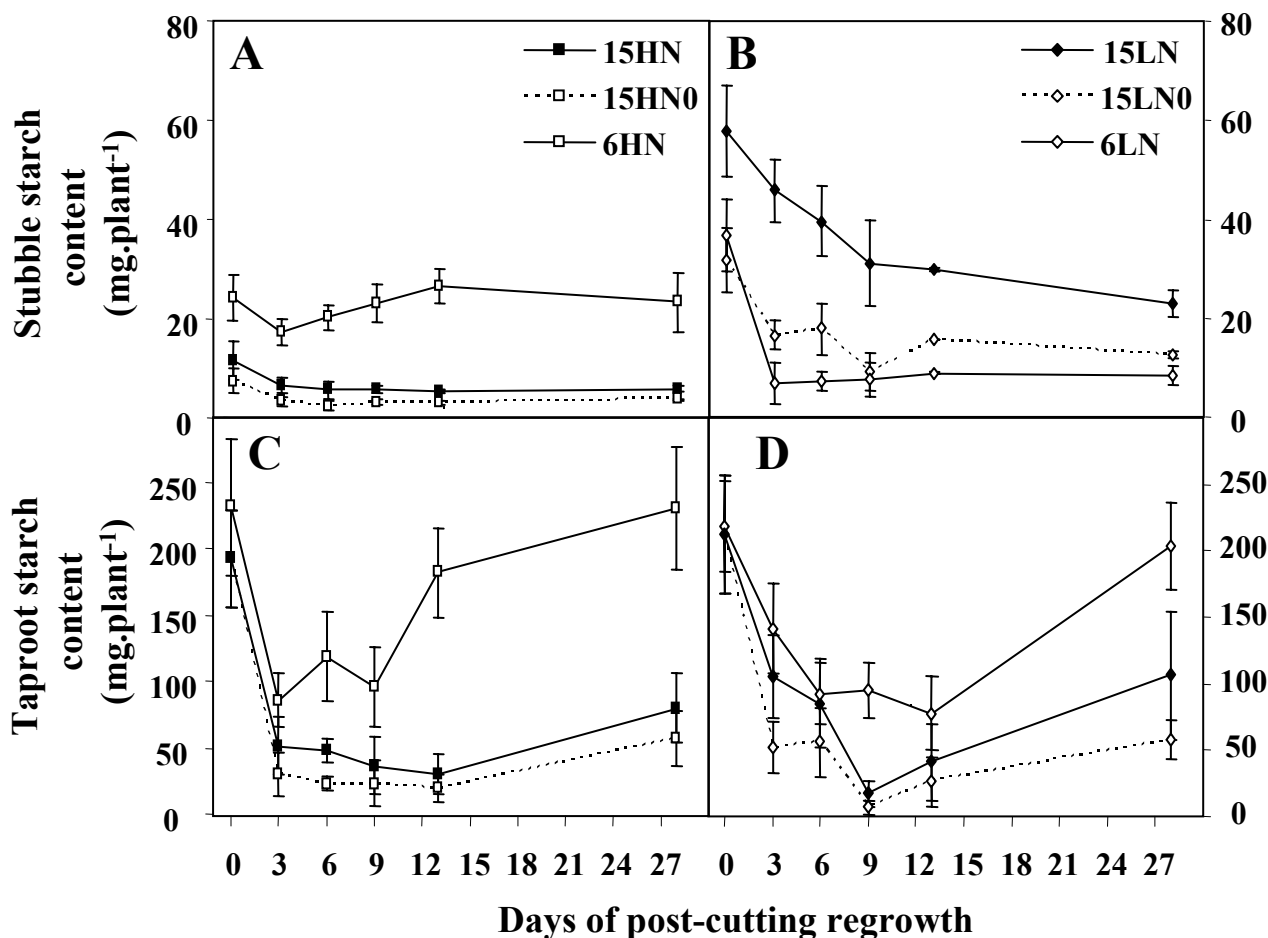 80
60
40
20
0
Stubble starch
content
(mg.plant-1)
A
15HN
15HN0
6HN
B
15LN
15LN0
6LN
80
60
40
20
0
250
200
150
100
50
0
Taproot starch
content
(mg.plant-1)
C
D
250
200
150
100
50
0
0 3 6 9 12 15 18 21 24 27
0 3 6 9 12 15 18 21 24 27
Days of post-cutting regrowth